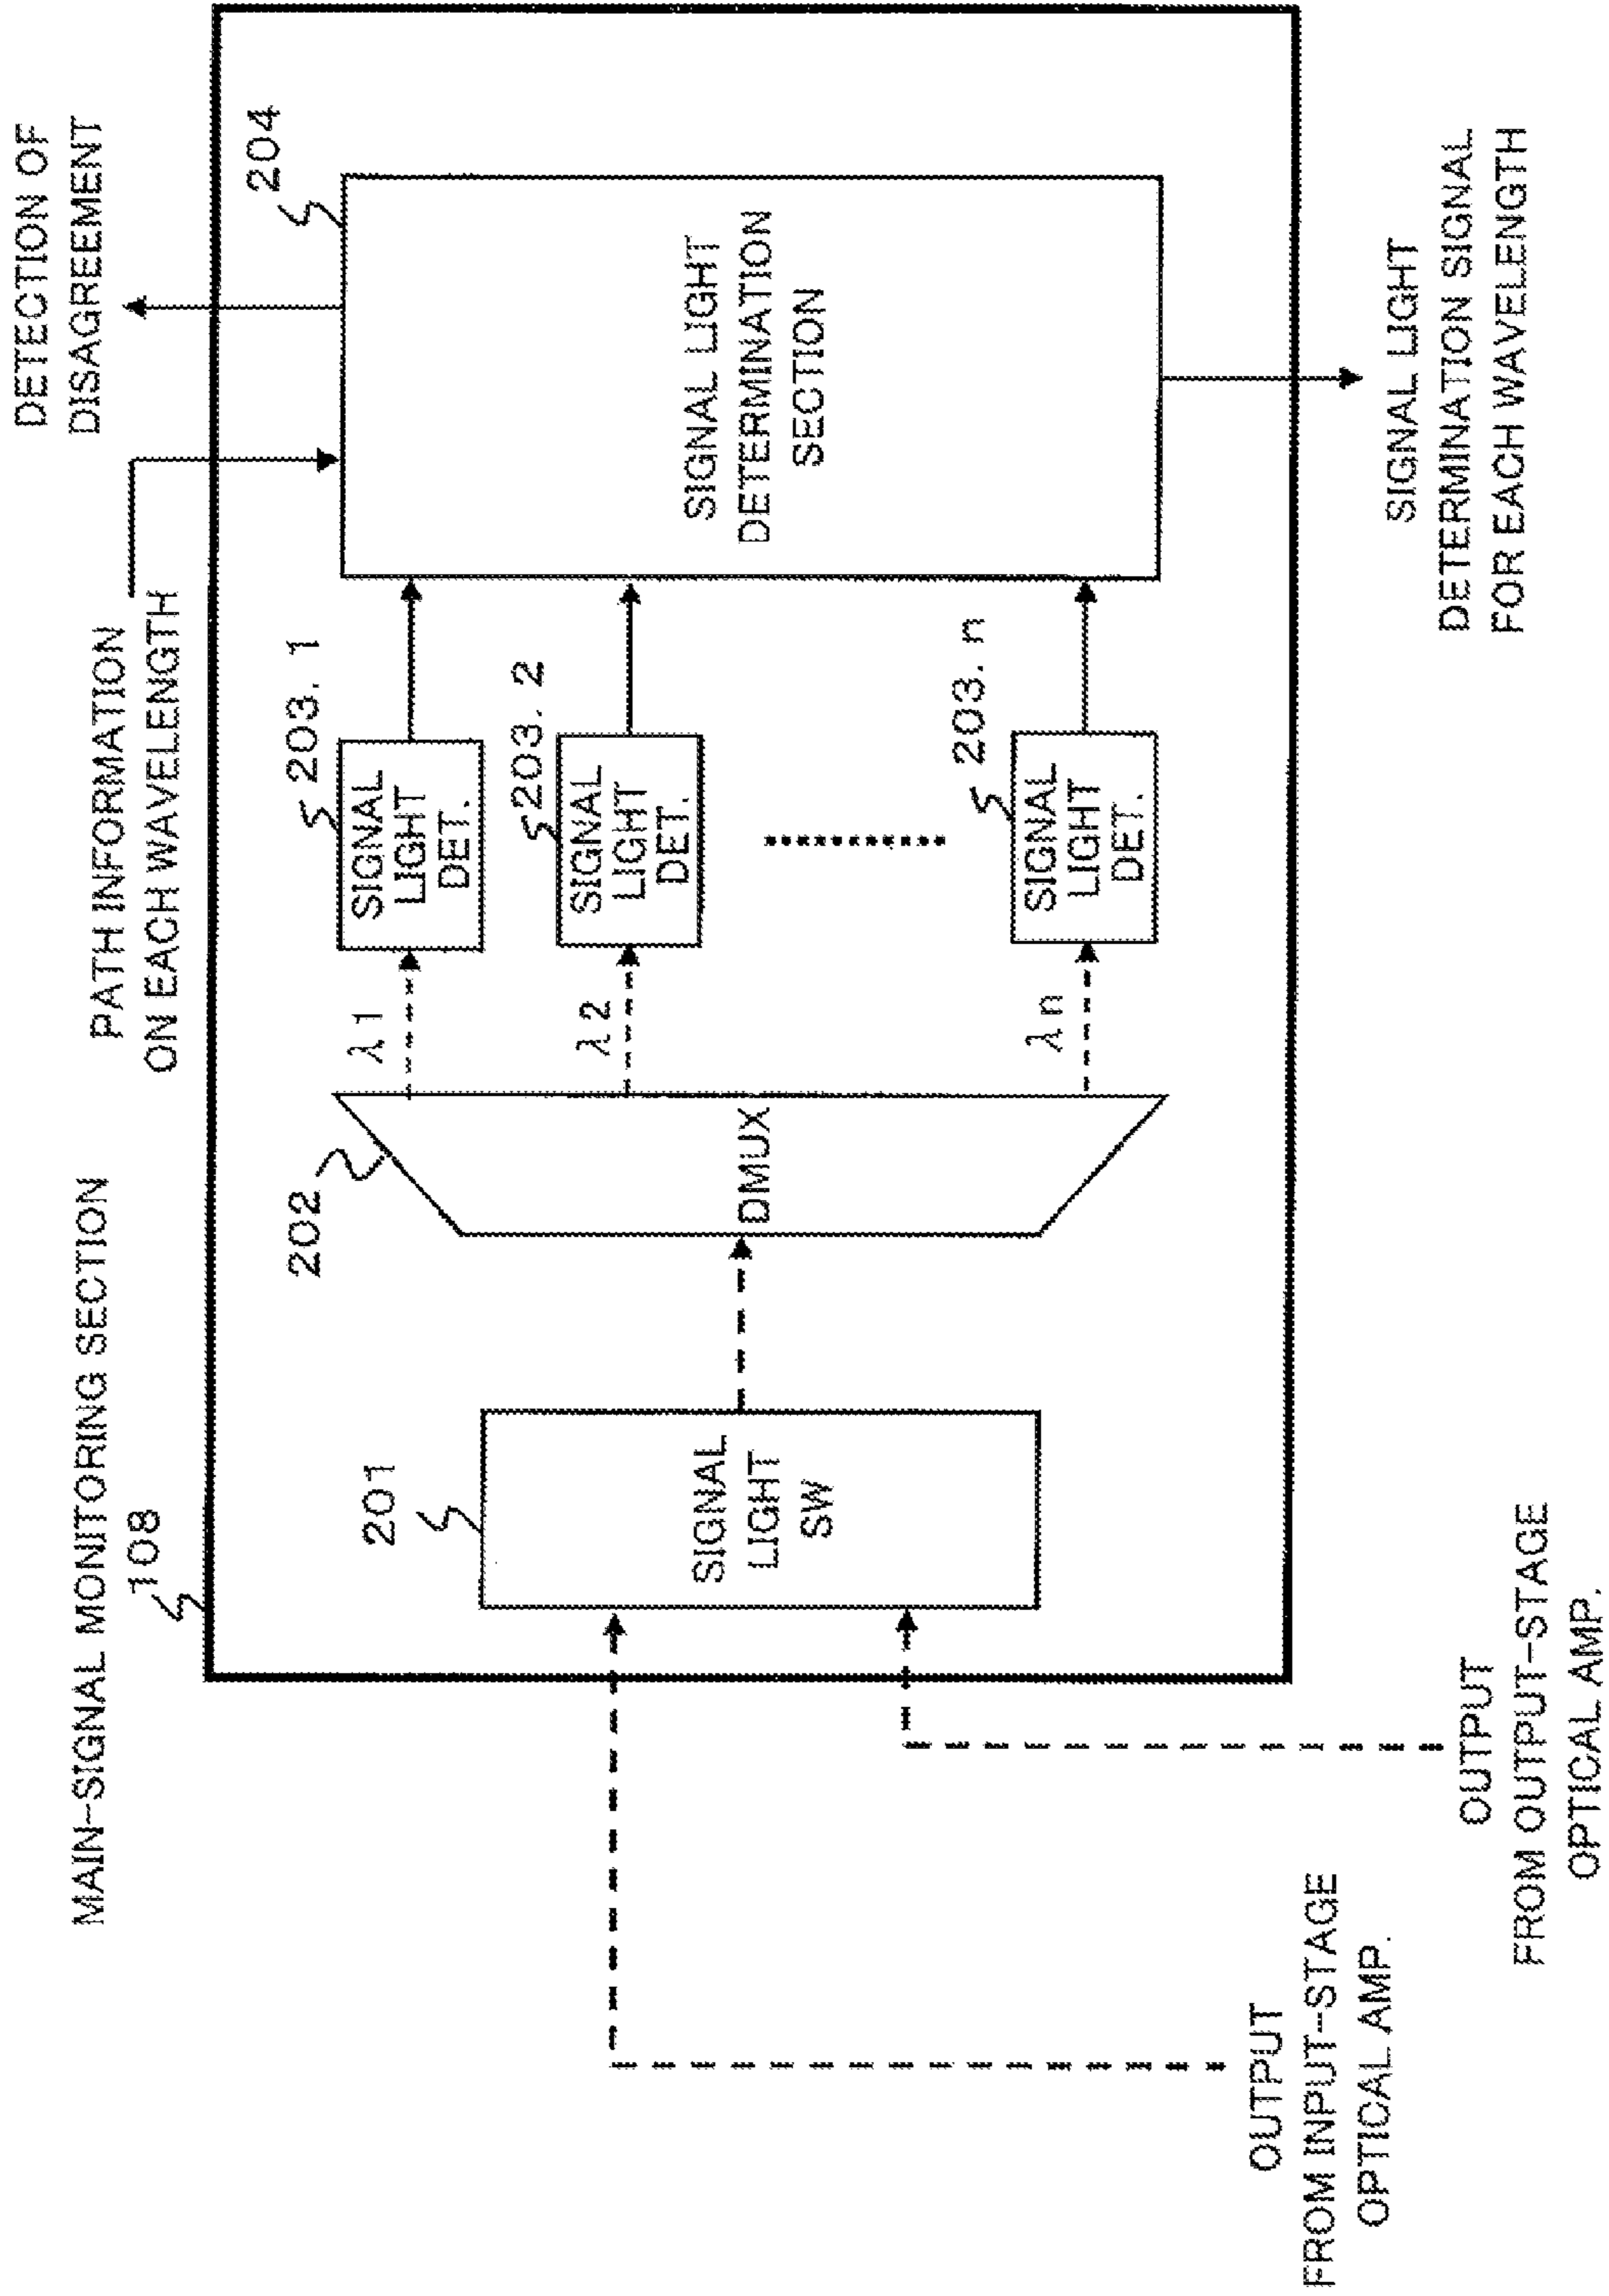 MAIN-SIGNAL MONITORING SECTION
108
PATH INFORMATION
ON EACH WAVELENGTH
DETECTION OF
DISAGREEMENT
201
SIGNAL
LIGHT
SW
202
DMUX
λ1
λ2
λn
203. 1
SIGNAL
LIGHT
DET.
203. 2
SIGNAL
LIGHT
DET.
203. n
SIGNAL
LIGHT
DET.
204
SIGNAL LIGHT
DETERMINATION
SECTION
OUTPUT
FROM INPUT-STAGE
OPTICAL AMP.
OUTPUT
FROM OUTPUT-STAGE
OPTICAL AMP.
SIGNAL LIGHT
DETERMINATION SIGNAL
FOR EACH WAVELENGTH